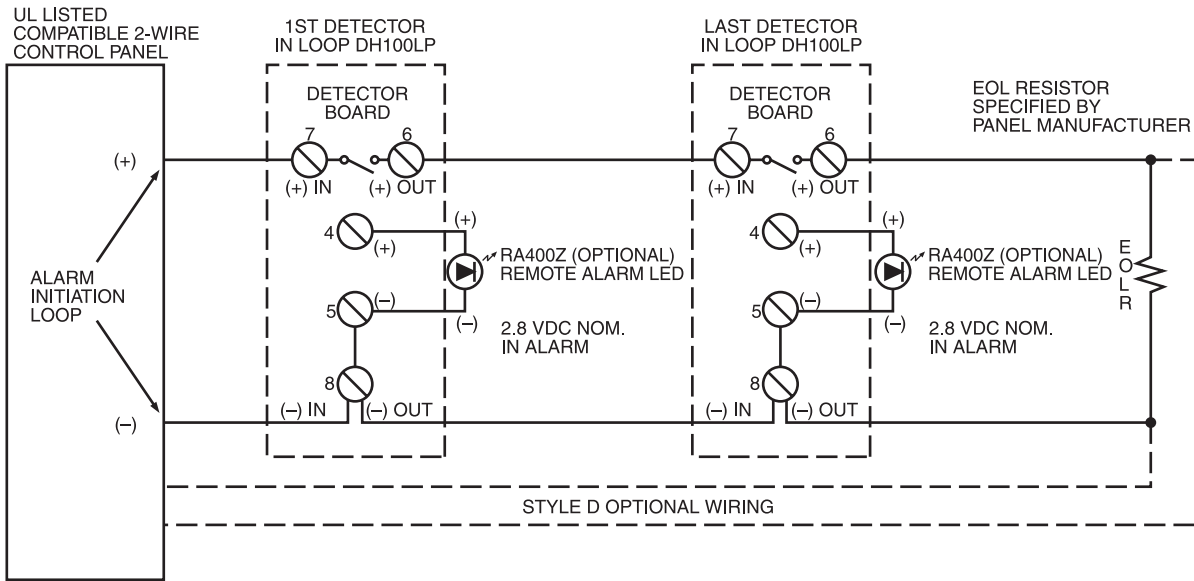 UL LISTED
COMPATIBLE 2-WIRE
CONTROL PANEL
1ST DETECTOR
IN LOOP DH100LP
LAST DETECTOR
IN LOOP DH100LP
DETECTOR
BOARD
DETECTOR
BOARD
EOL RESISTOR
SPECIFIED BY
PANEL MANUFACTURER
7
6
7
6
(+)
(+) IN
(+) OUT
(+) IN
(+) OUT
4
(+)
(+)
RA400Z (OPTIONAL)
REMOTE ALARM LED
4
(+)
(+)
RA400Z (OPTIONAL)
REMOTE ALARM LED
EOLR
ALARM
INITIATION
LOOP
5
(–)
(–)
2.8 VDC NOM.
IN ALARM
5
(–)
(–)
2.8 VDC NOM.
IN ALARM
8
8
(–)
(–) IN
(–) OUT
(–) IN
(–) OUT
STYLE D OPTIONAL WIRING